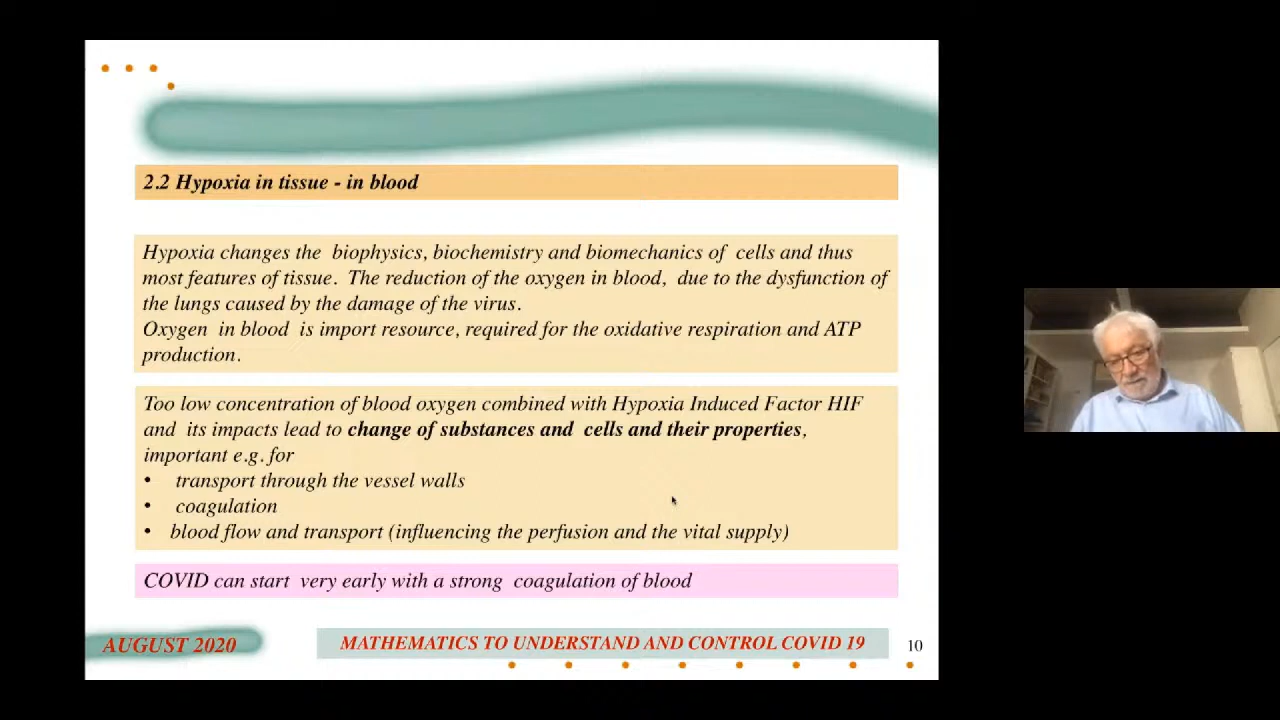 2.2 Hypoxia in tissue - in blood
Hypoxia changes the biophysics, biochemistry and biomechanics of cells and thus
most features of tissue. The reduction of the oxygen in blood, due to the dysfunction of
the lungs caused by the damage of the virus.
Oxygen in blood is import resource, required for the oxidative respiration and ATP
production.
Too low concentration of blood oxygen combined with Hypoxia Induced Factor HIF
and its impacts lead to change of substances and cells and their properties,
important e.g. for
• transport through the vessel walls
• coagulation
• blood flow and transport (influencing the perfusion and the vital supply)
COVID can start very early with a strong coagulation of blood
AUGUST 2020
MATHEMATICS TO UNDERSTAND AND CONTROL COVID 19
10